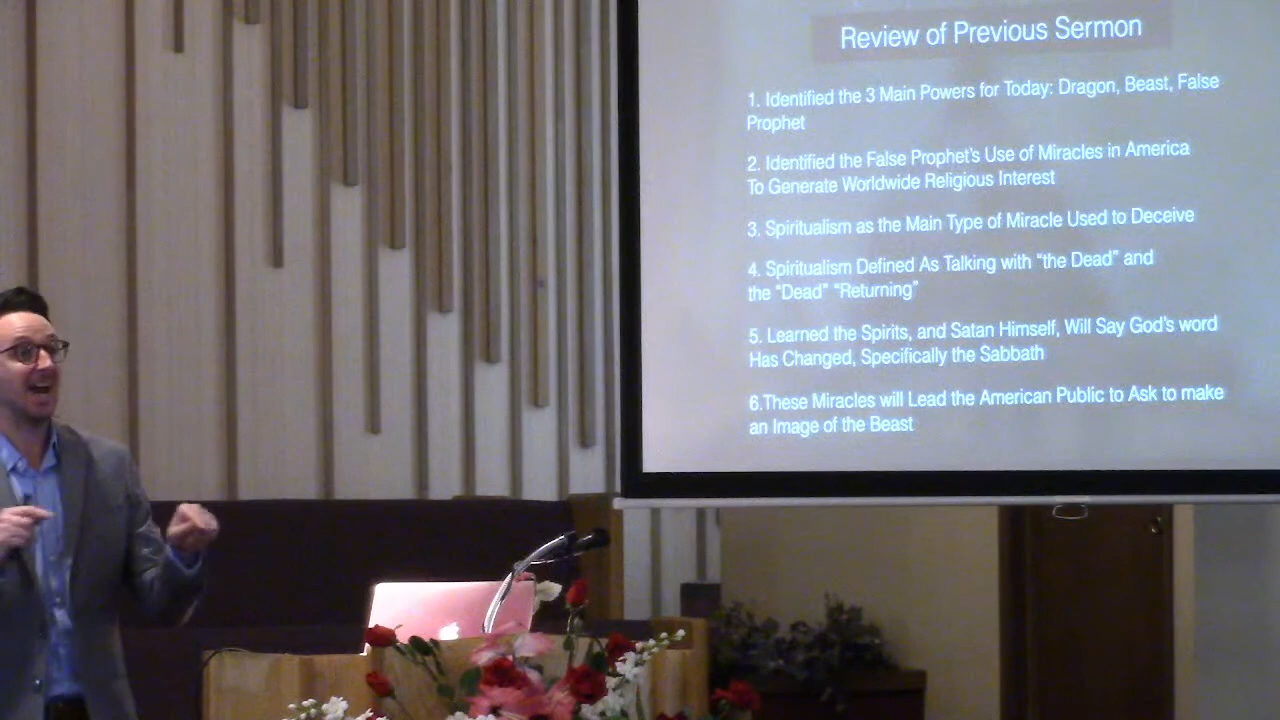 Review of Previous Sermon
1. Identified the 3 Main Powers for Today: Dragon, Beast, False
Prophet
2. Identified the False Prophet's Use of Miracles in America
To Generate Worldwide Religious Interest
3. Spiritualism as the Main Type of Miracle Used to Deceive
4. Spiritualism Defined As Talking with “the Dead” and
the “Dead” “Returning”
5. Learned the Spirits, and Satan Himself, Will Say God's word
Has Changed, Specifically the Sabbath
6.These Miracles will Lead the American Public to Ask to make
an Image of the Beast